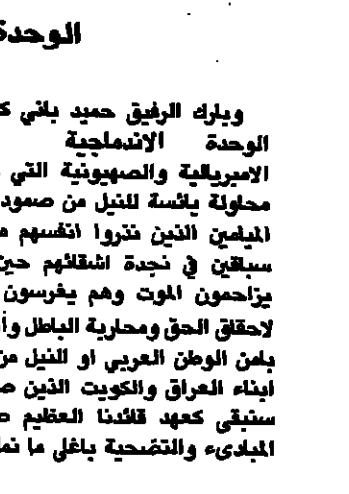 الوحدة
وبارك الرفيق حميد ياني
الوحدة الاندماجية
الامبريالية والصهيونية التي
محاولة يائسة للنيل من صمود
الميامين الذين نذروا انفسهم
سباقين في نجدة اشقائهم حين
يزاحمون الموت وهم يغرسون
لاحقاق الحق ومحاربة الباطل
بامن الوطن العربي او للنيل من
ابناء العراق والكويت الذين
سنبقى كعهد قائدنا العظيم
المبادىء والتضحية باغلى ما